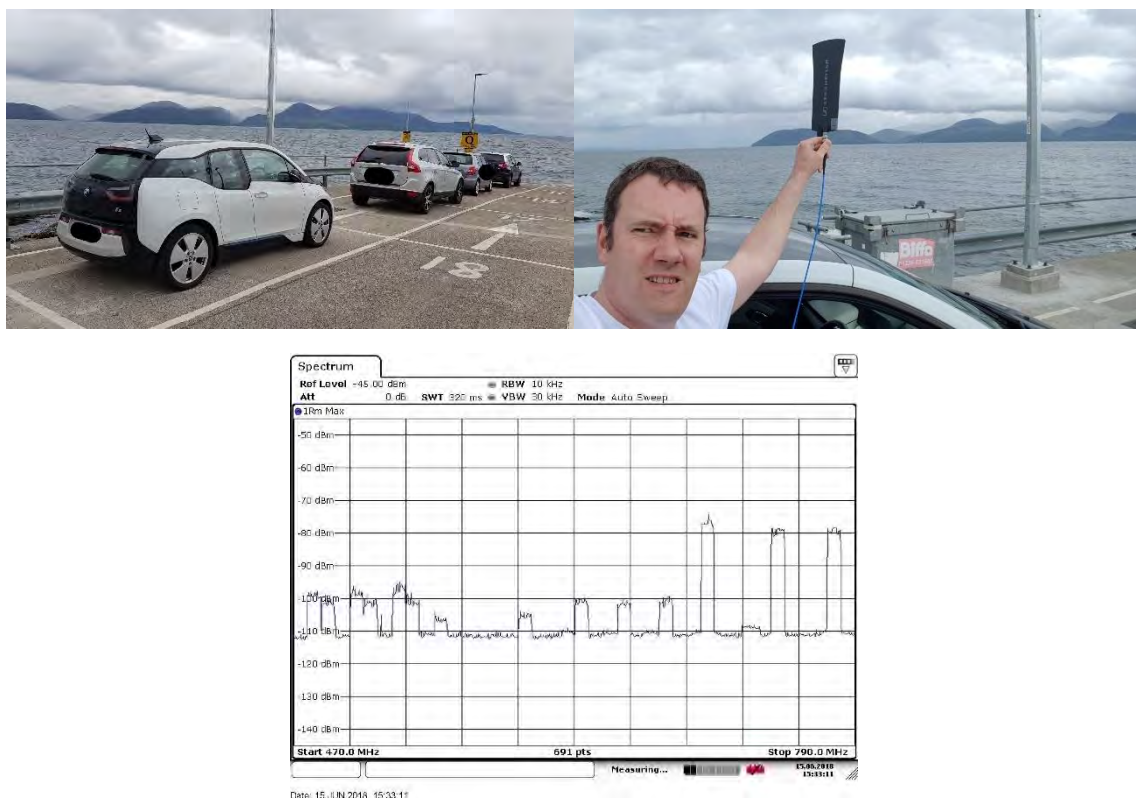 Q
18
Biffa
Spectrum
Ref Level -45.00 dBm RBW 10 kHz
Att 0 dB SWT 320 ms VBW 30 kHz Mode Auto Sweep
1Rm Max
-50 dBm
-60 dBm
-70 dBm
-80 dBm
-90 dBm
-100 dBm
-110 dBm
-120 dBm
-130 dBm
-140 dBm
Start 470.0 MHz 691 pts Stop 790.0 MHz
Measuring... 15.06.2018
15:33:11
Date: 15.JUN.2018 15:33:11